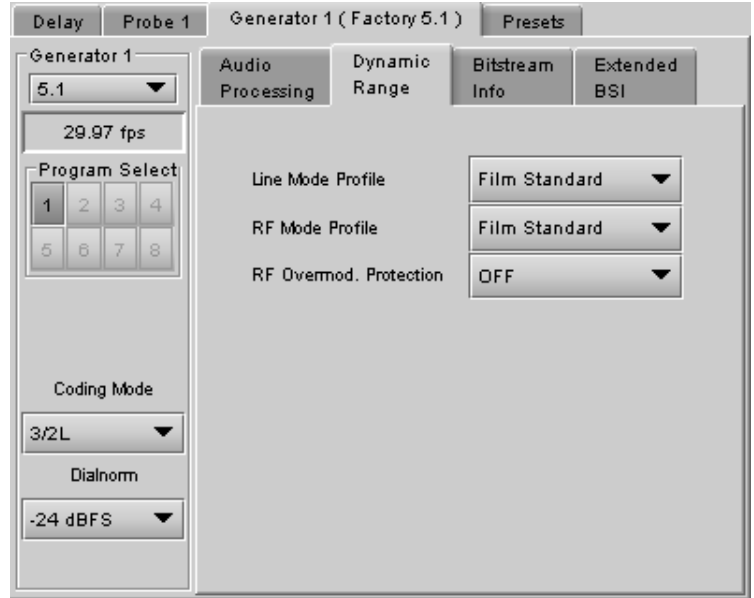 Delay
Probe 1
Generator 1 ( Factory 5.1 )
Presets
Generator 1
5.1
29.97 fps
Program Select
1 2 3 4
5 6 7 8
Coding Mode
3/2L
Dialnorm
-24 dBFS
Audio
Processing
Dynamic
Range
Bitstream
Info
Extended
BSI
Line Mode Profile
Film Standard
RF Mode Profile
Film Standard
RF Overmod. Protection
OFF